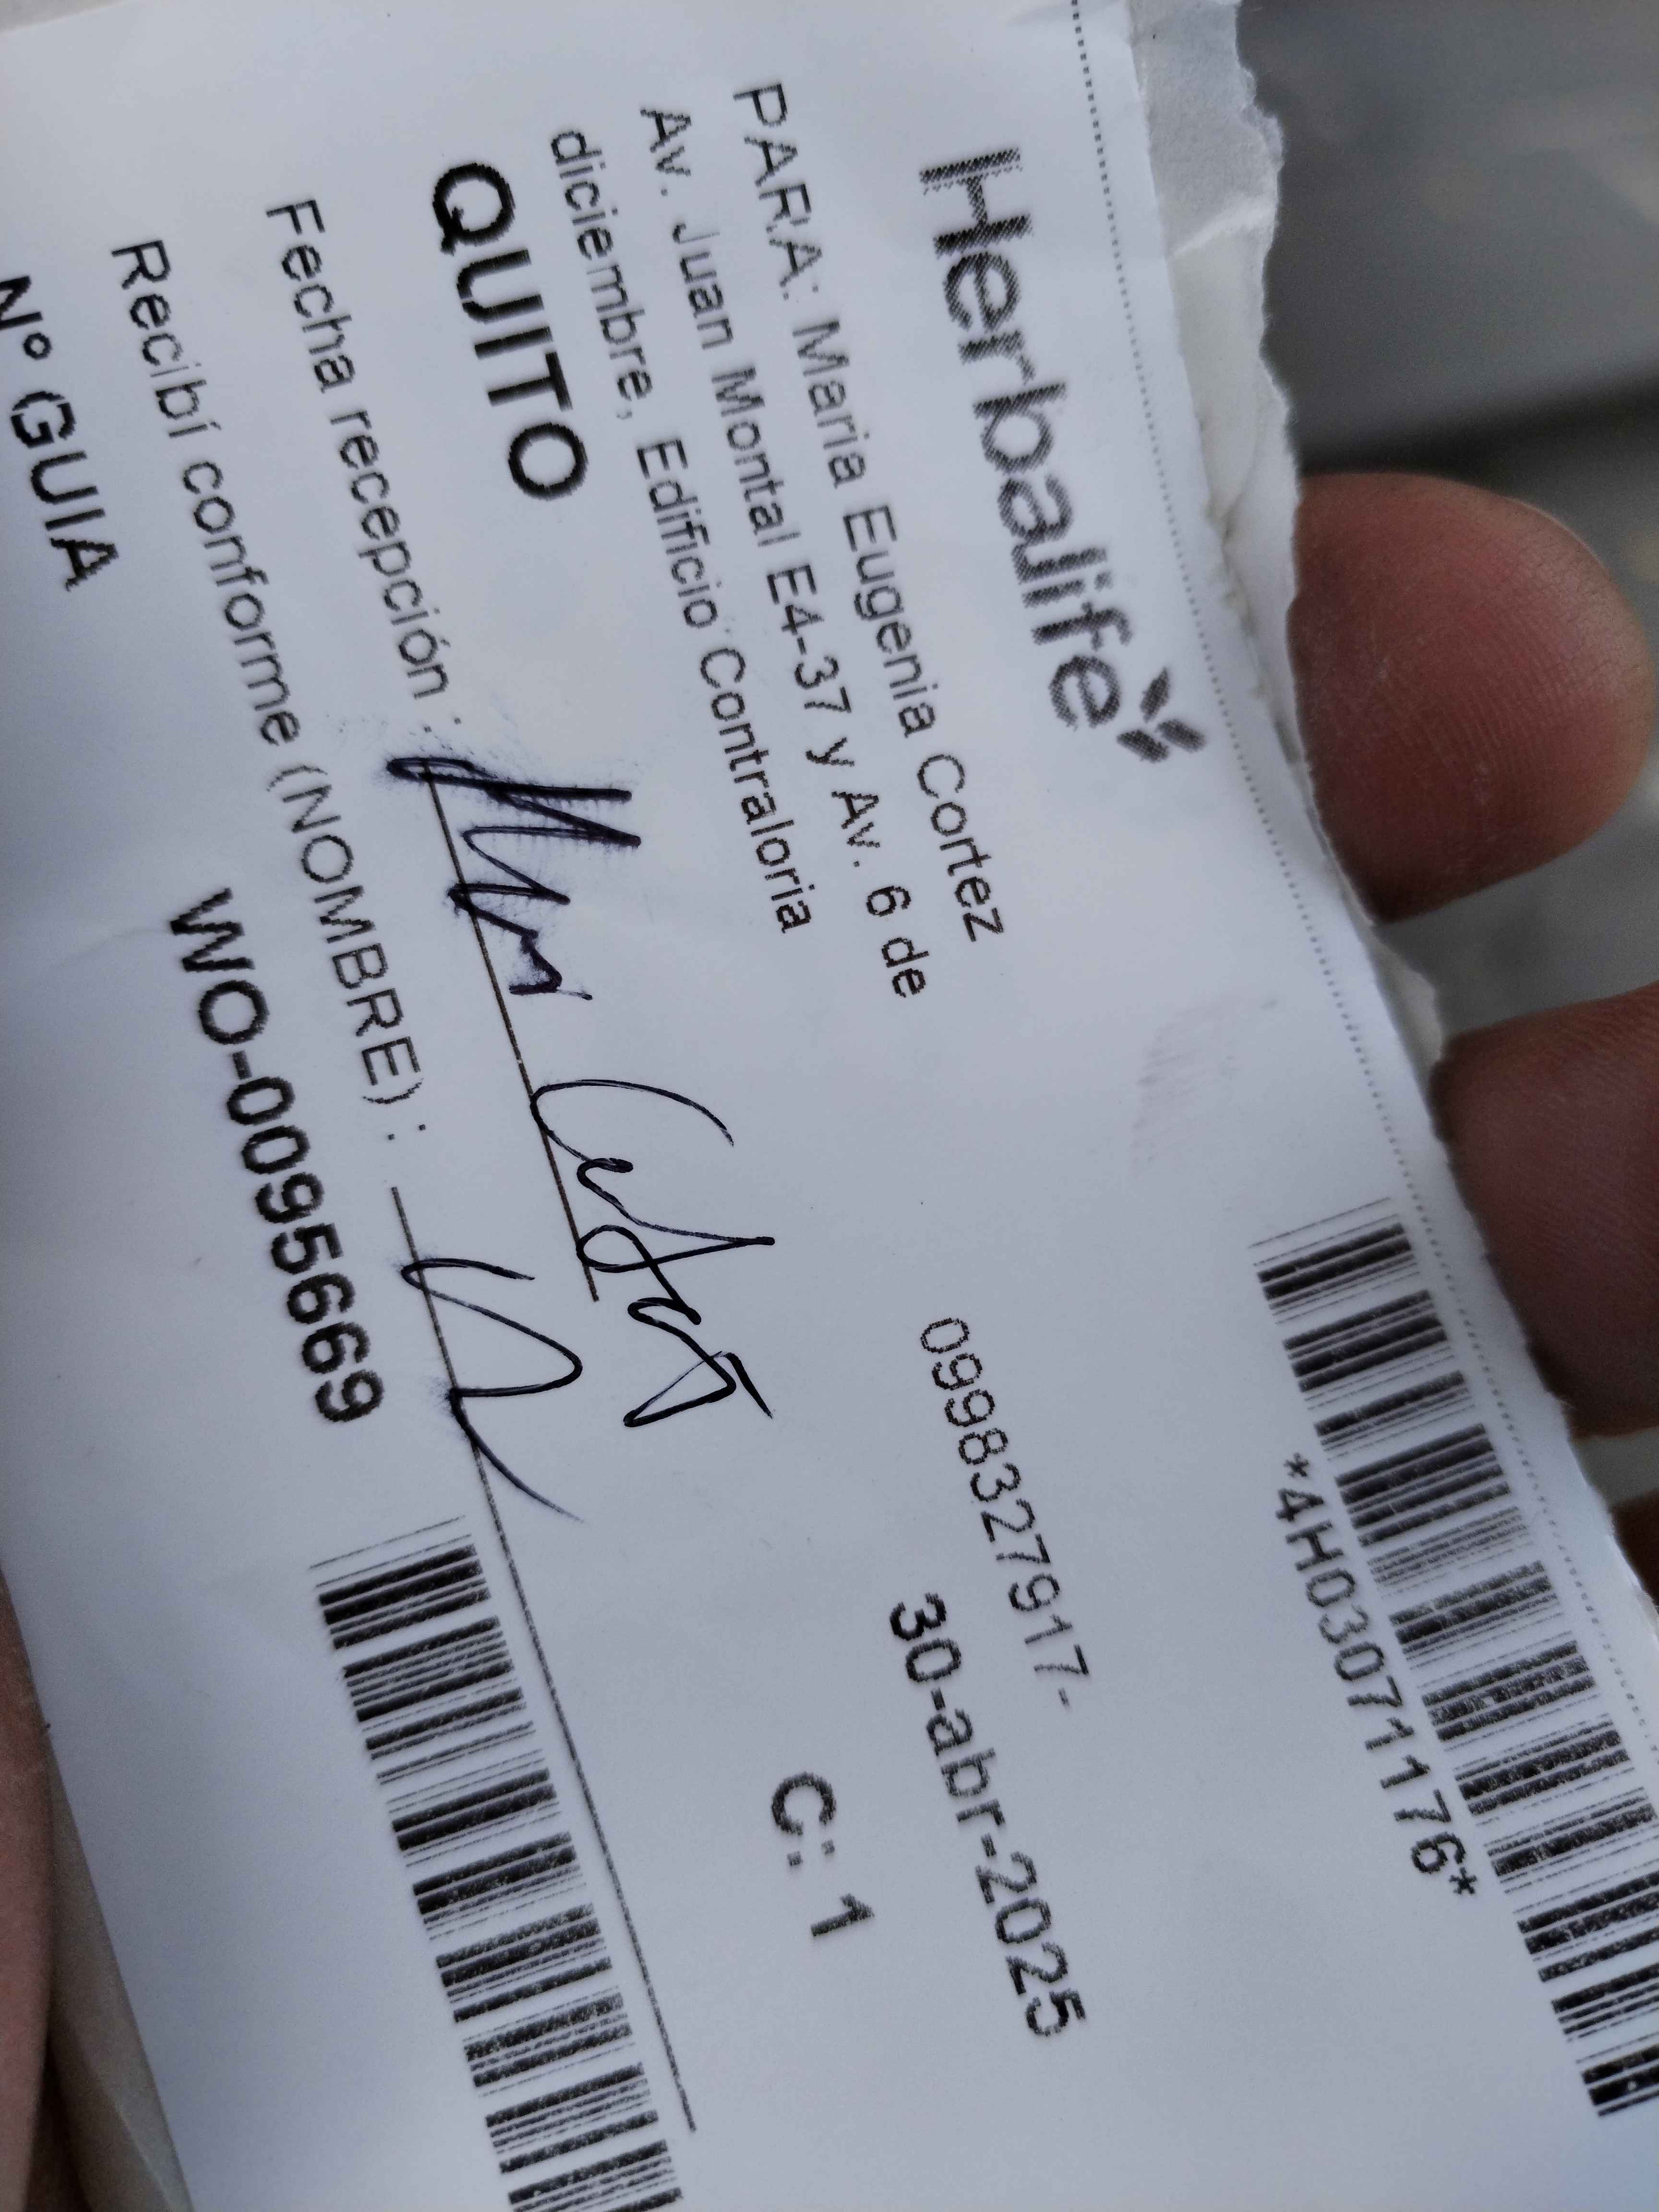 Herbalife
*4H03071176*
PARA: Maria Eugenia Cortez
0998327917-
Av. Juan Montal E4-37 y Av. 6 de
30-abr-2025
diciembre, Edificio Contraloria
QUITO
C: 1
Fecha recepción :
Recibí conforme (NOMBRE) :
Nº GUIA
WO-0095669